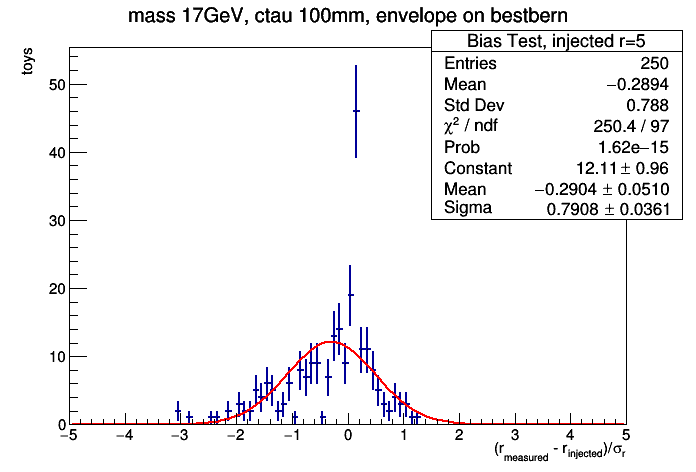 mass 17GeV, ctau 100mm, envelope on bestbern
toys
Bias Test, injected r=5
Entries 250
Mean −0.2894
Std Dev 0.788
χ² / ndf 250.4 / 97
Prob 1.62e−15
Constant 12.11 ± 0.96
Mean −0.2904 ± 0.0510
Sigma 0.7908 ± 0.0361
50
40
30
20
10
0
−5 −4 −3 −2 −1 0 1 2 3 4 5
(r_measured - r_injected)/σ_r